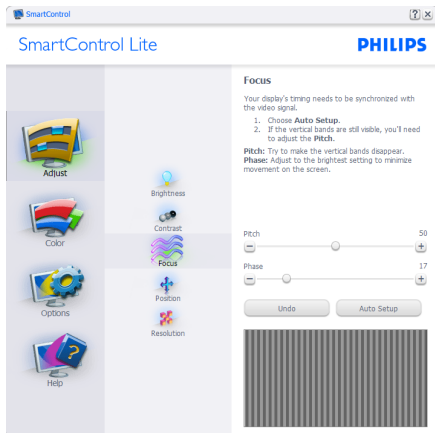 SmartControl
SmartControl Lite
PHILIPS
Adjust
Color
Options
Help
Brightness
Contrast
Focus
Position
Resolution
Focus
Your display's timing needs to be synchronized with
the video signal.
1. Choose Auto Setup.
2. If the vertical bands are still visible, you'll need
to adjust the Pitch.
Pitch: Try to make the vertical bands disappear.
Phase: Adjust to the brightest setting to minimize
movement on the screen.
Pitch 50
Phase 17
Undo Auto Setup